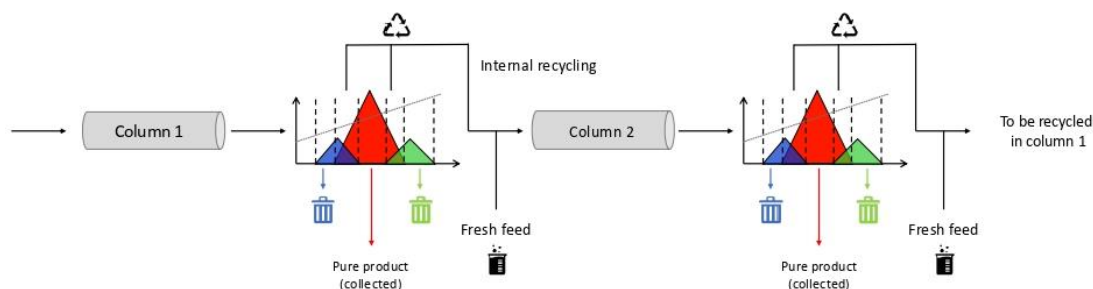 Internal recycling
Column 1
Column 2
To be recycled
in column 1
Fresh feed
Fresh feed
Pure product
(collected)
Pure product
(collected)